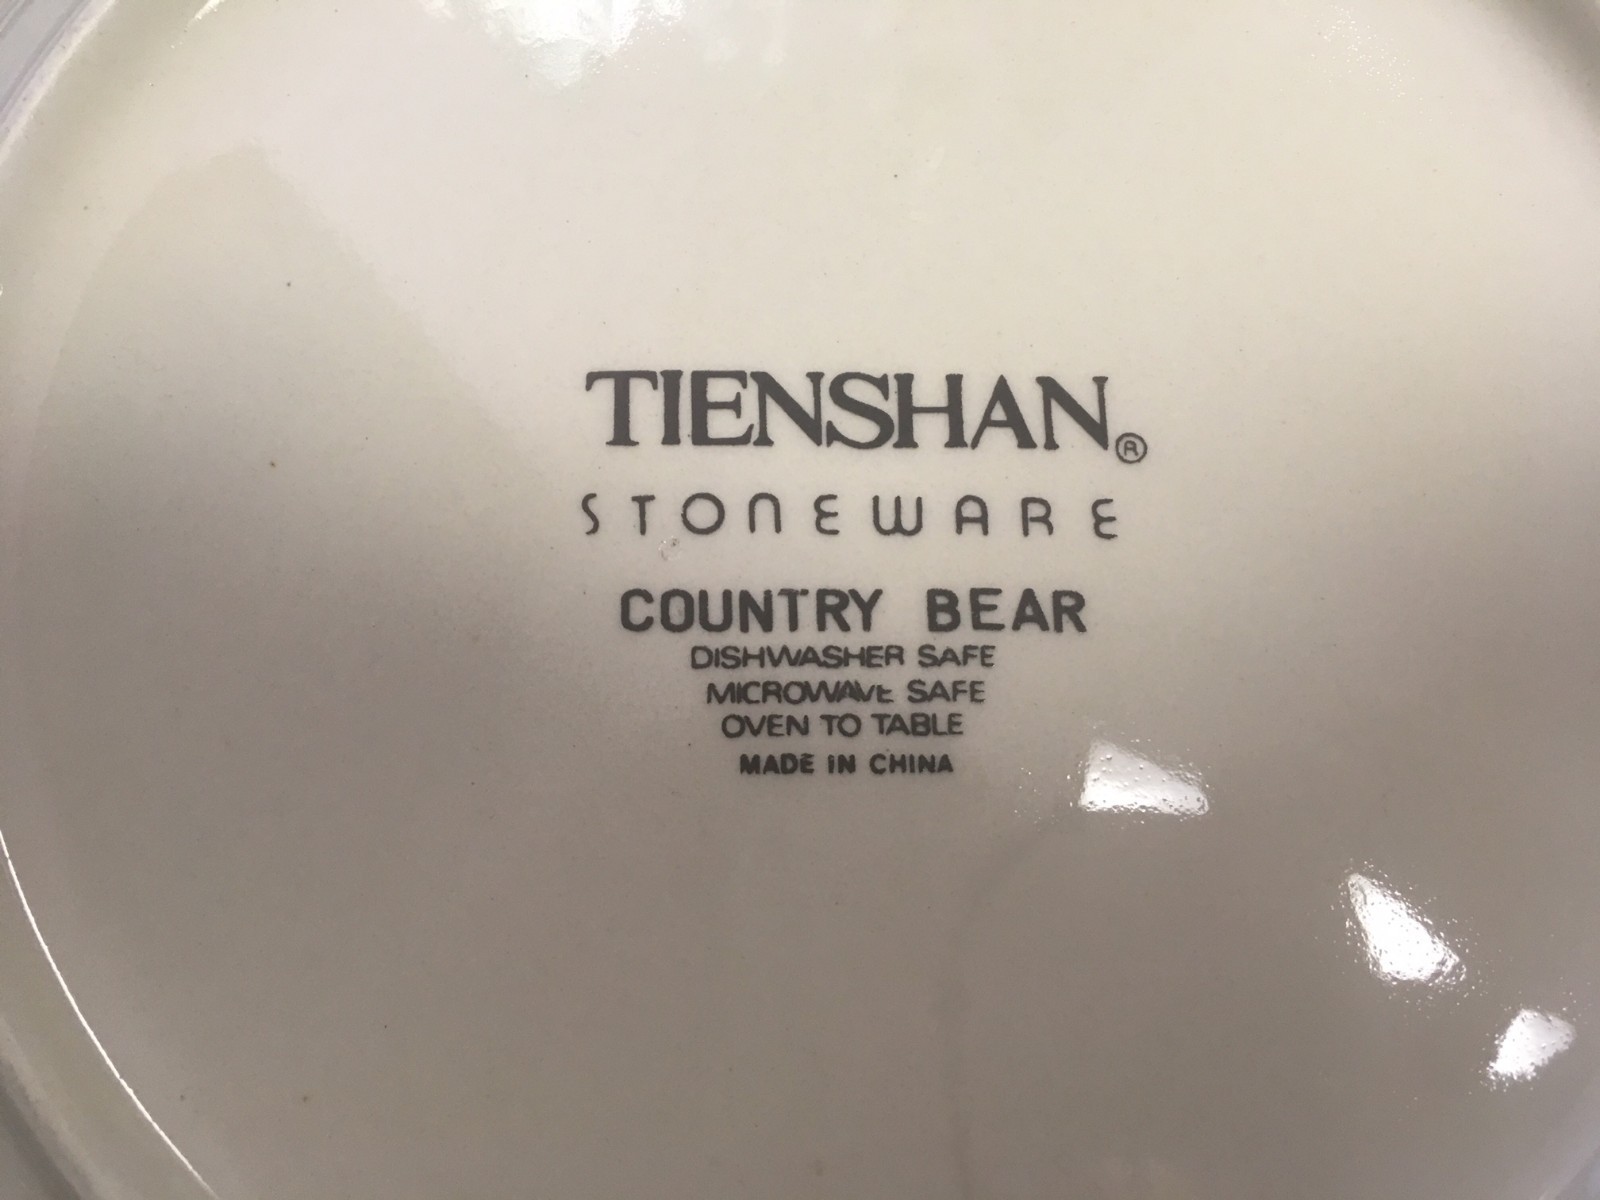 TIENSHAN®
STONEWARE
COUNTRY BEAR
DISHWASHER SAFE
MICROWAVE SAFE
OVEN TO TABLE
MADE IN CHINA